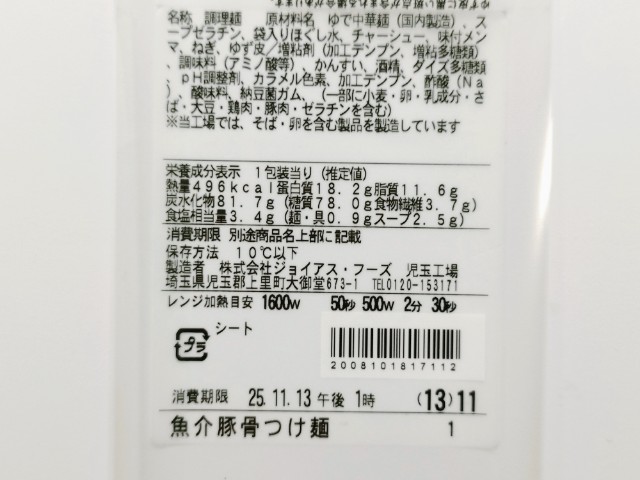 名称 調理麺 原材料名 ゆで中華麺(国内製造)、ス
ープゼラチン、袋入りほぐし水、チャーシュー、味付メン
マ、ねぎ、ゆず皮/増粘剤(加工デンプン、増粘多糖類)
、調味料(アミノ酸等)、かんすい、酒精、ダイズ多糖類
、pH調整剤、カラメル色素、加工デンプン、酢酸(Na
)、酸味料、納豆菌ガム、(一部に小麦・卵・乳成分・さ
ば・大豆・鶏肉・豚肉・ゼラチンを含む)
※当工場では、そば・卵を含む製品を製造しています
栄養成分表示 1包装当り(推定値)
熱量496kcal蛋白質18.2g脂質11.6g
炭水化物81.7g(糖質78.0g食物繊維3.7g)
食塩相当量3.4g(麺・具0.9gスープ2.5g)
消費期限 別途商品名上部に記載
保存方法 10℃以下
製造者 株式会社ジョイアス・フーズ 児玉工場
埼玉県児玉郡上里町大御堂673-1 TEL0120-153171
レンジ加熱目安 1600W 50秒 500W 2分 30秒
プラ シート
2008101817112
消費期限 25.11.13 午後 1時 (13)11
魚介豚骨つけ麺 1